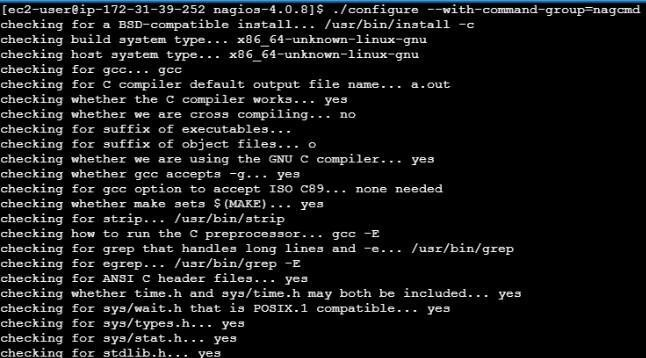 [ec2-user@ip-172-31-39-252 nagios-4.0.8]$ ./configure --with-command-group=nagcmd
checking for a BSD-compatible install... /usr/bin/install -c
checking build system type... x86_64-unknown-linux-gnu
checking host system type... x86_64-unknown-linux-gnu
checking for gcc... gcc
checking for C compiler default output file name... a.out
checking whether the C compiler works... yes
checking whether we are cross compiling... no
checking for suffix of executables...
checking for suffix of object files... o
checking whether we are using the GNU C compiler... yes
checking whether gcc accepts -g... yes
checking for gcc option to accept ISO C89... none needed
checking whether make sets $(MAKE)... yes
checking for strip... /usr/bin/strip
checking how to run the C preprocessor... gcc -E
checking for grep that handles long lines and -e... /usr/bin/grep
checking for egrep... /usr/bin/grep -E
checking for ANSI C header files... yes
checking whether time.h and sys/time.h may both be included... yes
checking for sys/wait.h that is POSIX.1 compatible... yes
checking for sys/types.h... yes
checking for sys/stat.h... yes
checking for stdlib.h... yes